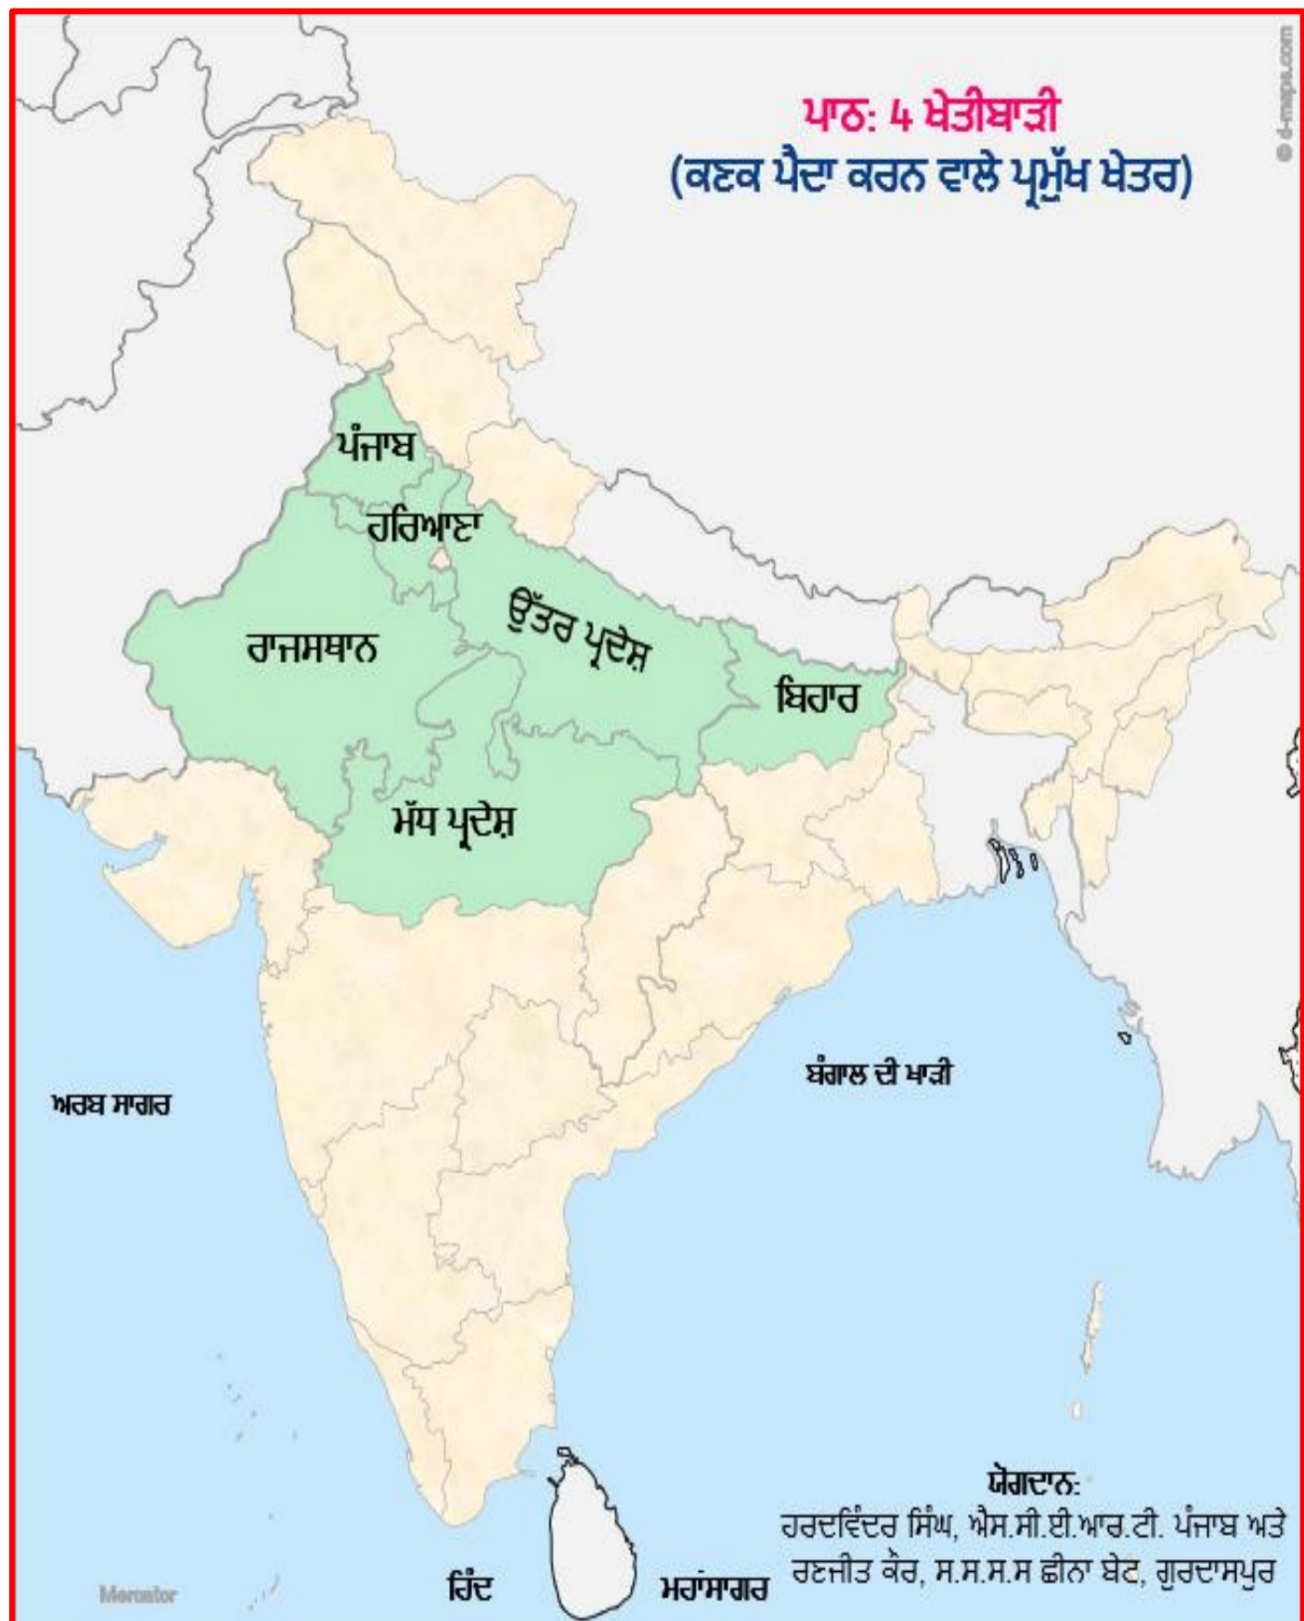 © d-maps.com
ਪਾਠ: 4 ਖੇਤੀਬਾੜੀ
(ਕਣਕ ਪੈਦਾ ਕਰਨ ਵਾਲੇ ਪ੍ਰਮੁੱਖ ਖੇਤਰ)
ਪੰਜਾਬ
ਹਰਿਆਣਾ
ਉੱਤਰ ਪ੍ਰਦੇਸ਼
ਰਾਜਸਥਾਨ
ਬਿਹਾਰ
ਮੱਧ ਪ੍ਰਦੇਸ਼
ਬੰਗਾਲ ਦੀ ਖਾੜੀ
ਅਰਬ ਸਾਗਰ
ਯੋਗਦਾਨ:
ਹਰਦਵਿੰਦਰ ਸਿੰਘ, ਐਸ.ਸੀ.ਈ.ਆਰ.ਟੀ. ਪੰਜਾਬ ਅਤੇ
ਰਣਜੀਤ ਕੌਰ, ਸ.ਸ.ਸ.ਸ ਛੀਨਾ ਬੇਟ, ਗੁਰਦਾਸਪੁਰ
ਹਿੰਦ ਮਹਾਂਸਾਗਰ
Mercator